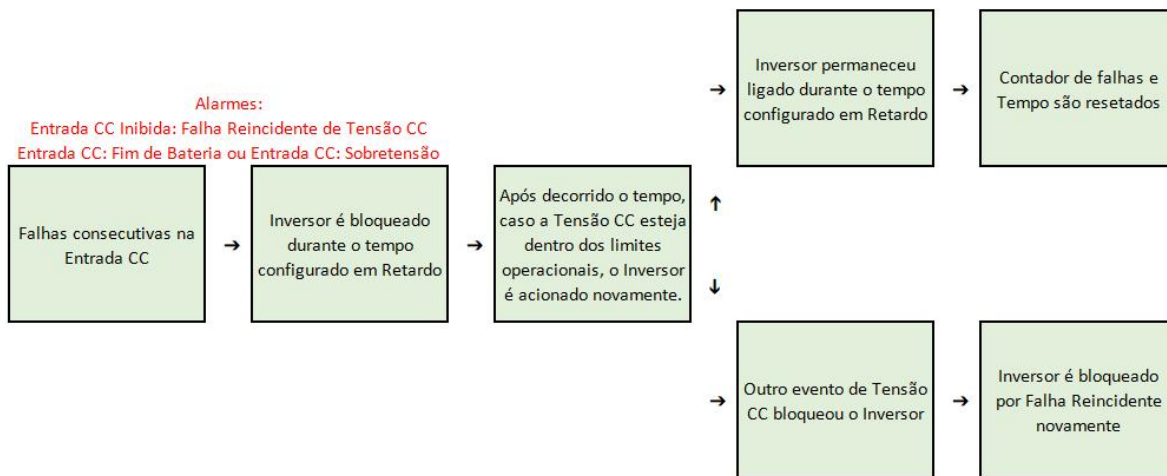 Alarmes:
Entrada CC Inibida: Falha Reincidente de Tensão CC
Entrada CC: Fim de Bateria ou Entrada CC: Sobretensão
Falhas consecutivas na
Entrada CC
➔
Inversor é bloqueado
durante o tempo
configurado em Retardo
➔
Após decorrido o tempo,
caso a Tensão CC esteja
dentro dos limites
operacionais, o Inversor
é acionado novamente.
➔
Inversor permaneceu
ligado durante o tempo
configurado em Retardo
➔
Contador de falhas e
Tempo são resetados
➔
Outro evento de Tensão
CC bloqueou o Inversor
➔
Inversor é bloqueado
por Falha Reincidente
novamente